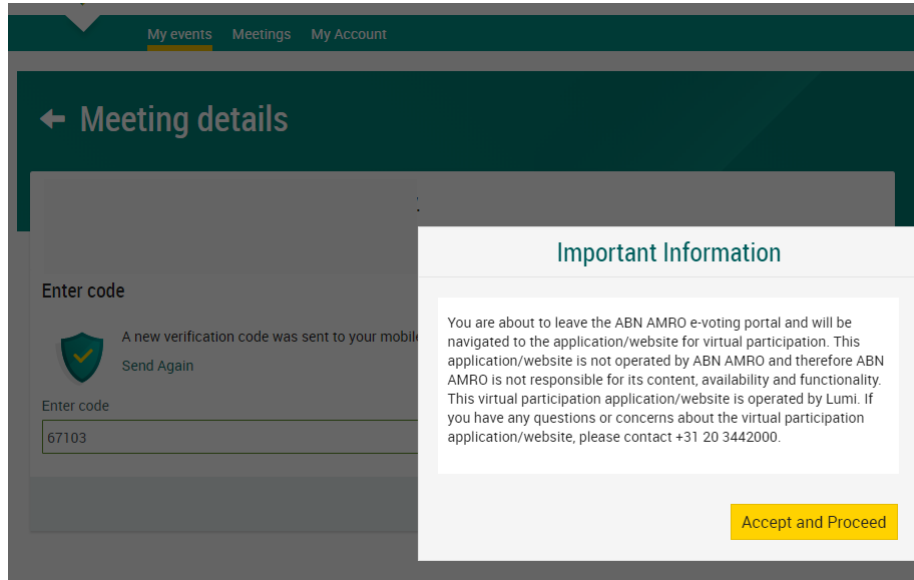 My events Meetings My Account
Meeting details
Important Information
Enter code
A new verification code was sent to your mobile
Send Again
Enter code
67103
You are about to leave the ABN AMRO e-voting portal and will be
navigated to the application/website for virtual participation. This
application/website is not operated by ABN AMRO and therefore ABN
AMRO is not responsible for its content, availability and functionality.
This virtual participation application/website is operated by Lumi. If
you have any questions or concerns about the virtual participation
application/website, please contact +31 20 3442000.
Accept and Proceed